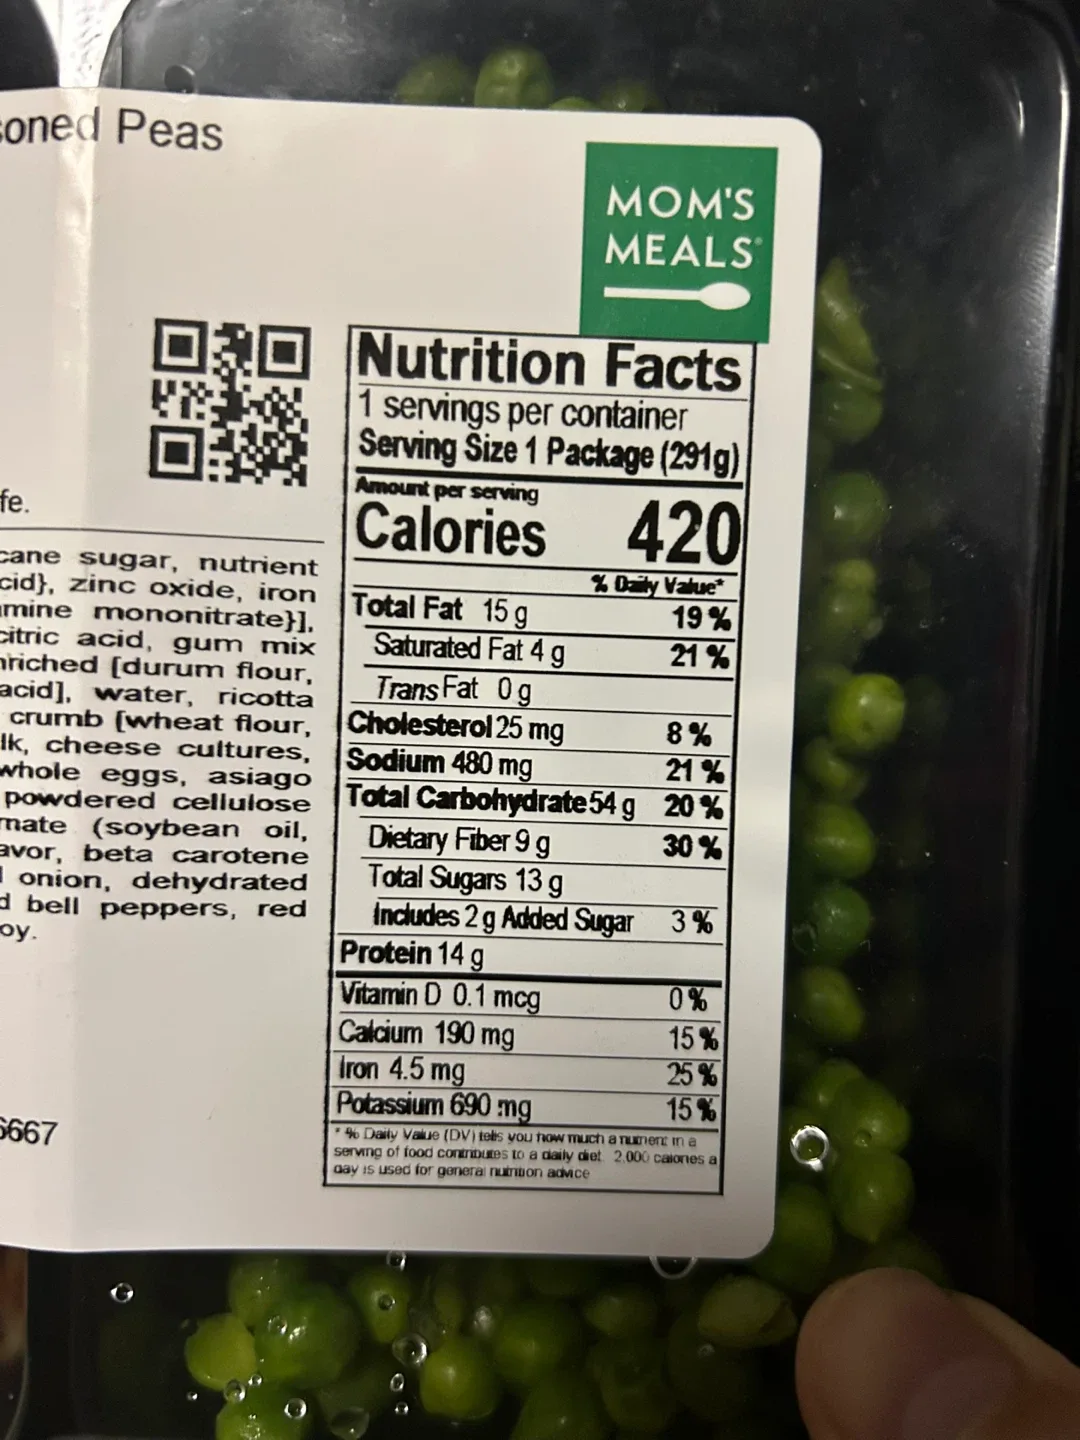 soned Peas
MOM'S
MEALS®
Nutrition Facts
1 servings per container
Serving Size 1 Package (291g)
Amount per serving
Calories 420
% Daily Value*
Total Fat 15 g 19 %
Saturated Fat 4 g 21 %
Trans Fat 0 g
Cholesterol 25 mg 8 %
Sodium 480 mg 21 %
Total Carbohydrate 54 g 20 %
Dietary Fiber 9 g 30 %
Total Sugars 13 g
Includes 2 g Added Sugar 3 %
Protein 14 g
Vitamin D 0.1 mcg 0 %
Calcium 190 mg 15 %
Iron 4.5 mg 25 %
Potassium 690 mg 15 %
* % Daily Value (DV) tells you how much a nutrient in a
serving of food contributes to a daily diet. 2,000 calories a
day is used for general nutrition advice
fe.
cane sugar, nutrient
cid}, zinc oxide, iron
amine mononitrate}],
citric acid, gum mix
nriched [durum flour,
acid], water, ricotta
crumb [wheat flour,
lk, cheese cultures,
whole eggs, asiago
powdered cellulose
mate (soybean oil,
avor, beta carotene
onion, dehydrated
d bell peppers, red
oy.
6667